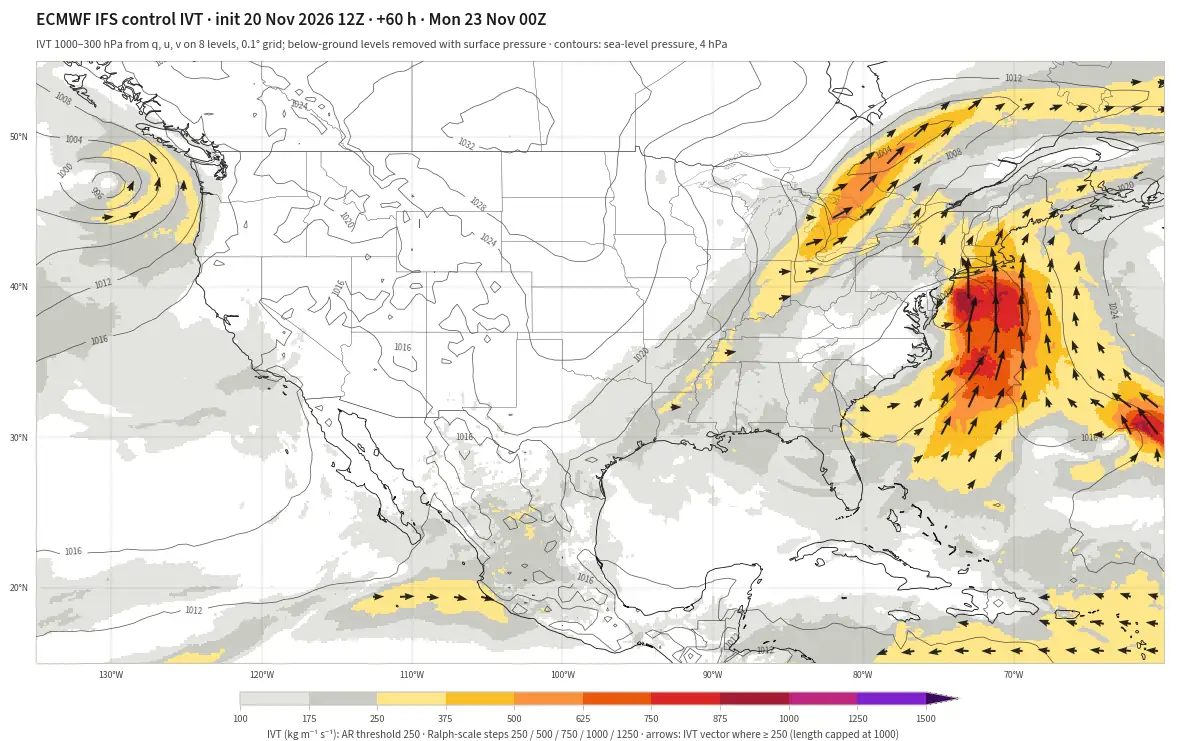 ECMWF IFS control IVT · init 20 Nov 2026 12Z · +60 h · Mon 23 Nov 00Z
IVT 1000–300 hPa from q, u, v on 8 levels, 0.1° grid; below-ground levels removed with surface pressure · contours: sea-level pressure, 4 hPa
1008
1024
1012
50°N
1004
1032
1004
1008
1000
996
1020
1028
1020
1024
1012
1016
40°N
1024
1016
1016
1020
30°N
1016
1016
1016
1016
20°N
1012
1012
1012
130°W
120°W
110°W
100°W
90°W
80°W
70°W
100
175
250
375
500
625
750
875
1000
1250
1500
IVT (kg m⁻¹ s⁻¹): AR threshold 250 · Ralph-scale steps 250 / 500 / 750 / 1000 / 1250 · arrows: IVT vector where ≥ 250 (length capped at 1000)